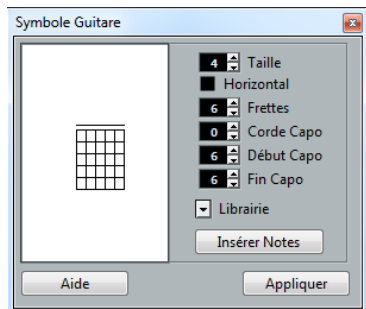 Symbole Guitare
4 Taille
Horizontal
6 Frettes
0 Corde Capo
6 Début Capo
6 Fin Capo
Librairie
Insérer Notes
Aide
Appliquer